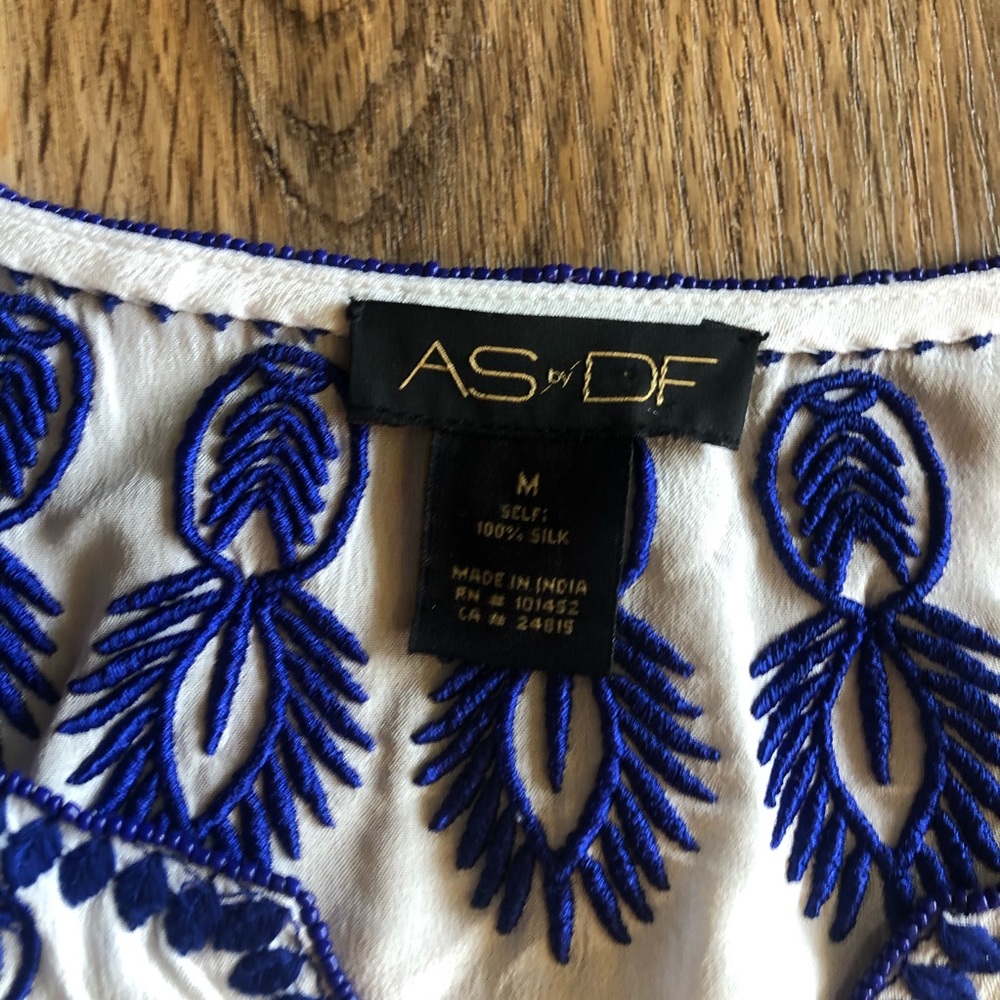 AS by DF
M
SELF:
100% SILK
MADE IN INDIA
RN # 101452
CA # 24815